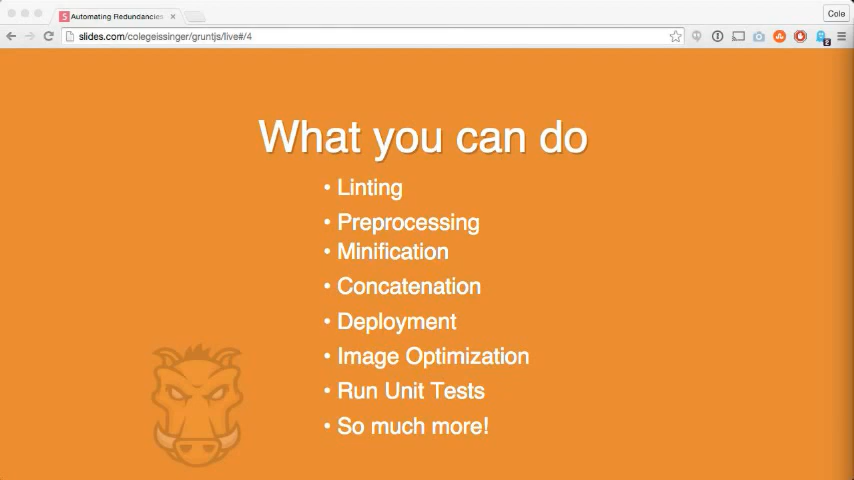 Automating Redundancies
Cole
slides.com/colegeissinger/gruntjs/live#/4
What you can do
• Linting
• Preprocessing
• Minification
• Concatenation
• Deployment
• Image Optimization
• Run Unit Tests
• So much more!